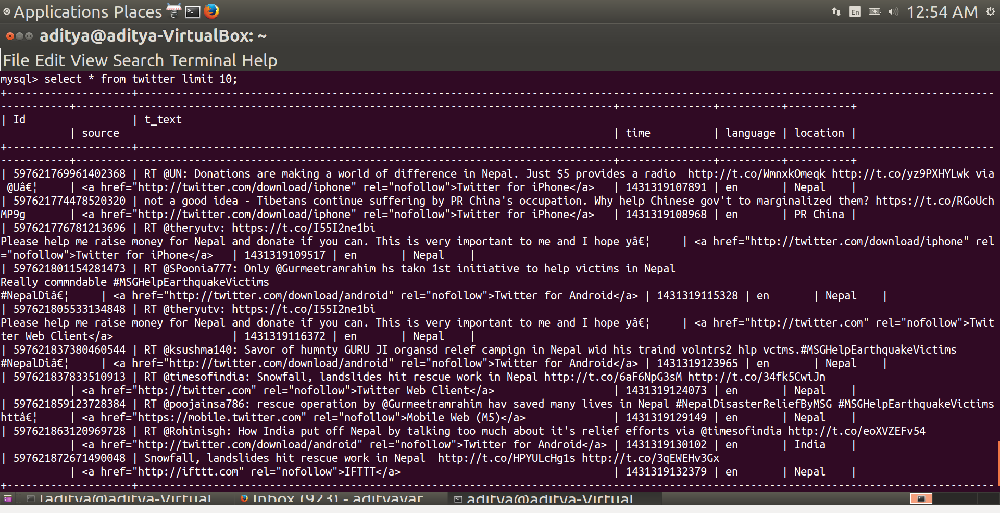 Applications Places En 12:54 AM
aditya@aditya-VirtualBox: ~
File Edit View Search Terminal Help
mysql> select * from twitter limit 10;
| Id | t_text
| source | time | language | location |
| 597621769961402368 | RT @UN: Donations are making a world of difference in Nepal. Just $5 provides a radio  http://t.co/WmnxkOmeqk http://t.co/yz9PXHYLwk via
@Uâ€¦ | <a href="http://twitter.com/download/iphone" rel="nofollow">Twitter for iPhone</a> | 1431319107891 | en | Nepal |
| 597621774478520320 | not a good idea - Tibetans continue suffering by PR China's occupation. Why help Chinese gov't to marginalized them? https://t.co/RGoUch
MP9g | <a href="http://twitter.com/download/iphone" rel="nofollow">Twitter for iPhone</a> | 1431319108968 | en | PR China |
| 597621776781213696 | RT @theryutv: https://t.co/I55I2ne1bi
Please help me raise money for Nepal and donate if you can. This is very important to me and I hope yâ€¦ | <a href="http://twitter.com/download/iphone" rel
="nofollow">Twitter for iPhone</a> | 1431319109517 | en | Nepal |
| 597621801154281473 | RT @SPoonia777: Only @Gurmeetramrahim hs takn 1st initiative to help victims in Nepal
Really commndable #MSGHelpEarthquakeVictims
#NepalDiâ€¦ | <a href="http://twitter.com/download/android" rel="nofollow">Twitter for Android</a> | 1431319115328 | en | Nepal |
| 597621805533134848 | RT @theryutv: https://t.co/I55I2ne1bi
Please help me raise money for Nepal and donate if you can. This is very important to me and I hope yâ€¦ | <a href="http://twitter.com" rel="nofollow">Twit
ter Web Client</a> | 1431319116372 | en | Nepal |
| 597621837380460544 | RT @ksushma140: Savor of humnty GURU JI organsd relef campign in Nepal wid his traind volntrs2 hlp vctms.#MSGHelpEarthquakeVictims
#NepalDiâ€¦ | <a href="http://twitter.com/download/android" rel="nofollow">Twitter for Android</a> | 1431319123965 | en | Nepal |
| 597621837833510913 | RT @timesofindia: Snowfall, landslides hit rescue work in Nepal http://t.co/6aF6NpG3sM http://t.co/34fk5CwiJn
| <a href="http://twitter.com" rel="nofollow">Twitter Web Client</a> | 1431319124073 | en | Nepal |
| 597621859123728384 | RT @poojainsa786: rescue operation by @Gurmeetramrahim hav saved many lives in Nepal #NepalDisasterReliefByMSG #MSGHelpEarthquakeVictims
httâ€¦ | <a href="https://mobile.twitter.com" rel="nofollow">Mobile Web (M5)</a> | 1431319129149 | en | Nepal |
| 597621863120969728 | RT @Rohinisgh: How India put off Nepal by talking too much about it's relief efforts via @timesofindia http://t.co/eoXVZEFv54
| <a href="http://twitter.com/download/android" rel="nofollow">Twitter for Android</a> | 1431319130102 | en | India |
| 597621872671490048 | Snowfall, landslides hit rescue work in Nepal  http://t.co/HPYULcHg1s http://t.co/3qEWEHv3Gx
| <a href="http://ifttt.com" rel="nofollow">IFTTT</a> | 1431319132379 | en | Nepal |
[aditya@aditya-Virtual Inbox (923) - adityavar aditya@aditya-Virtual